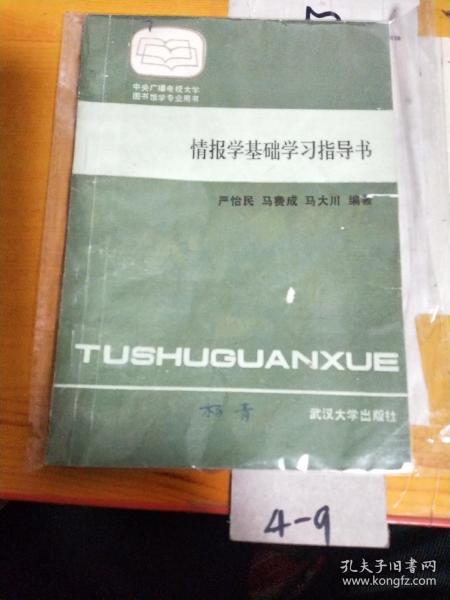 中央广播电视大学
图书馆学专业用书
情报学基础学习指导书
严怡民 马费成 马大川 编著
TUSHUGUANXUE
武汉大学出版社
4-9
孔夫子旧书网
www.kongfz.com